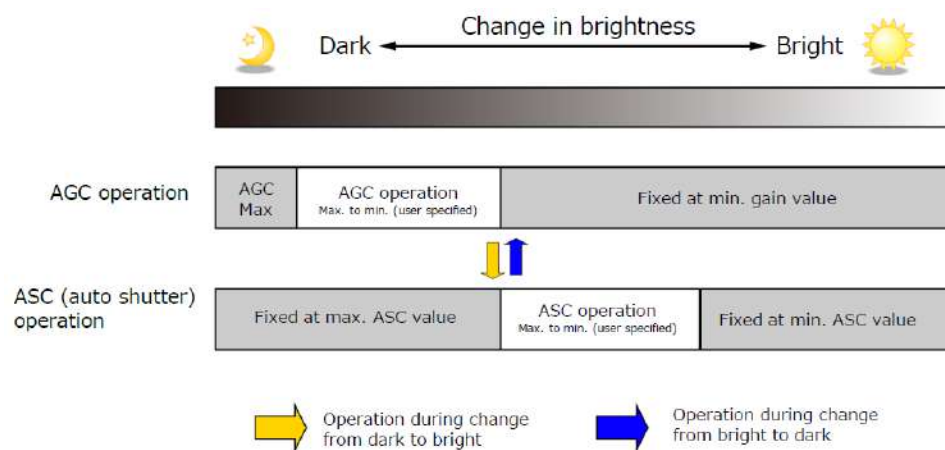 Change in brightness
Dark
Bright
AGC operation
AGC
Max
AGC operation
Max. to min. (user specified)
Fixed at min. gain value
ASC (auto shutter)
operation
Fixed at max. ASC value
ASC operation
Max. to min. (user specified)
Fixed at min. ASC value
Operation during change
from dark to bright
Operation during change
from bright to dark